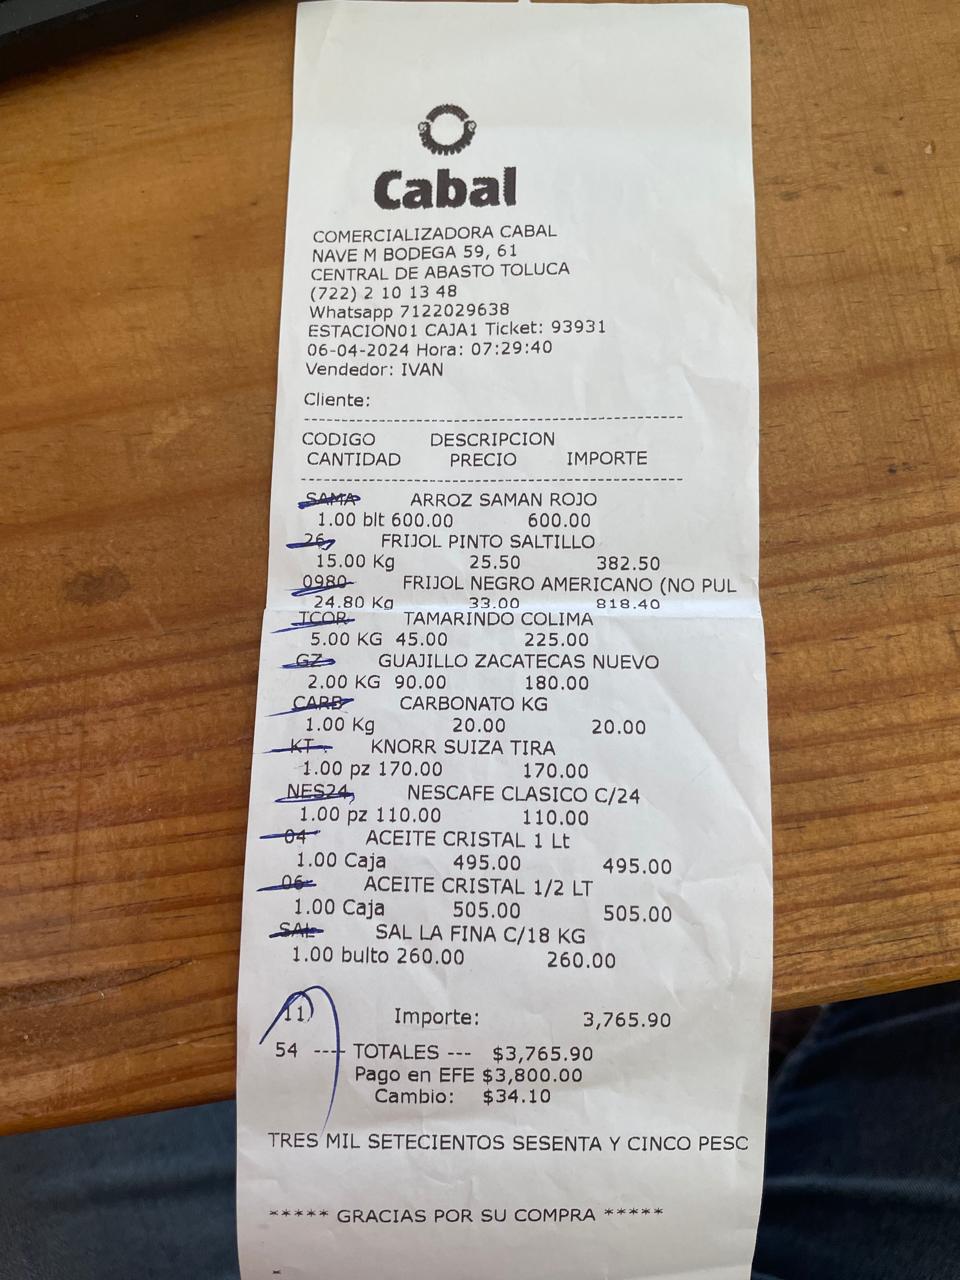 Cabal
COMERCIALIZADORA CABAL
NAVE M BODEGA 59, 61
CENTRAL DE ABASTO TOLUCA
(722) 2 10 13 48
Whatsapp 7122029638
ESTACION01 CAJA1 Ticket: 93931
06-04-2024 Hora: 07:29:40
Vendedor: IVAN
Cliente:
CODIGO DESCRIPCION
CANTIDAD PRECIO IMPORTE
SAMA ARROZ SAMAN ROJO
1.00 blt 600.00 600.00
26 FRIJOL PINTO SALTILLO
15.00 Kg 25.50 382.50
0980 FRIJOL NEGRO AMERICANO (NO PUL
24.80 Kg 33.00 818.40
TCOR TAMARINDO COLIMA
5.00 KG 45.00 225.00
GZ GUAJILLO ZACATECAS NUEVO
2.00 KG 90.00 180.00
CARB CARBONATO KG
1.00 Kg 20.00 20.00
KT KNORR SUIZA TIRA
1.00 pz 170.00 170.00
NES24 NESCAFE CLASICO C/24
1.00 pz 110.00 110.00
04 ACEITE CRISTAL 1 Lt
1.00 Caja 495.00 495.00
06 ACEITE CRISTAL 1/2 LT
1.00 Caja 505.00 505.00
SAL SAL LA FINA C/18 KG
1.00 bulto 260.00 260.00
11 Importe: 3,765.90
54 ---- TOTALES --- $3,765.90
Pago en EFE $3,800.00
Cambio: $34.10
TRES MIL SETECIENTOS SESENTA Y CINCO PESC
***** GRACIAS POR SU COMPRA *****